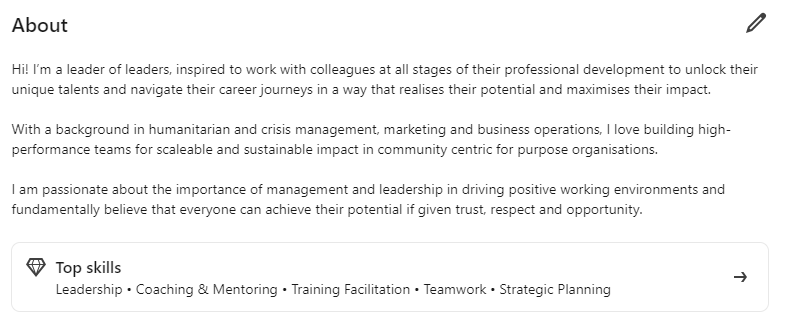 About
Hi! I'm a leader of leaders, inspired to work with colleagues at all stages of their professional development to unlock their
unique talents and navigate their career journeys in a way that realises their potential and maximises their impact.
With a background in humanitarian and crisis management, marketing and business operations, I love building high-
performance teams for scaleable and sustainable impact in community centric for purpose organisations.
I am passionate about the importance of management and leadership in driving positive working environments and
fundamentally believe that everyone can achieve their potential if given trust, respect and opportunity.
Top skills
Leadership • Coaching & Mentoring • Training Facilitation • Teamwork • Strategic Planning